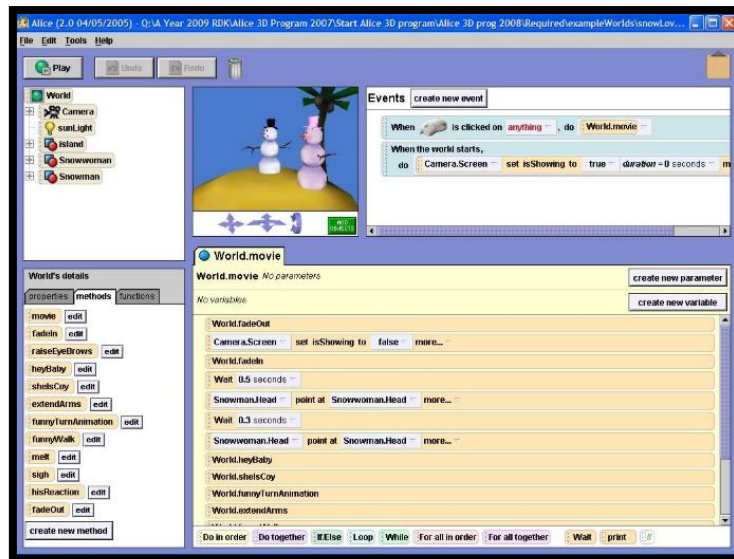 Alice (2.0 04/05/2005) - Q:\A Year 2009 RDK\Alice 3D Program 2007\Start Alice 3D program\Alice 3D prog 2008\Required\exampleWorlds\snowLov...
File Edit Tools Help
Play Undo Redo
World
Camera
sunLight
island
Snowwoman
Snowman
ADD OBJECTS
Events create new event
When is clicked on anything , do World.movie
When the world starts,
do Camera.Screen set isShowing to true duration = 0 seconds m
World's details
properties methods functions
movie edit
fadeIn edit
raiseEyeBrows edit
heyBaby edit
sheIsCoy edit
extendArms edit
funnyTurnAnimation edit
funnyWalk edit
melt edit
sigh edit
hisReaction edit
fadeOut edit
create new method
World.movie
World.movie No parameters create new parameter
No variables create new variable
World.fadeOut
Camera.Screen set isShowing to false more...
World.fadeIn
Wait 0.5 seconds
Snowman.Head point at Snowwoman.Head more...
Wait 0.3 seconds
Snowwoman.Head point at Snowman.Head more...
World.heyBaby
World.sheIsCoy
World.funnyTurnAnimation
World.extendArms
Do in order Do together If/Else Loop While For all in order For all together Wait print //